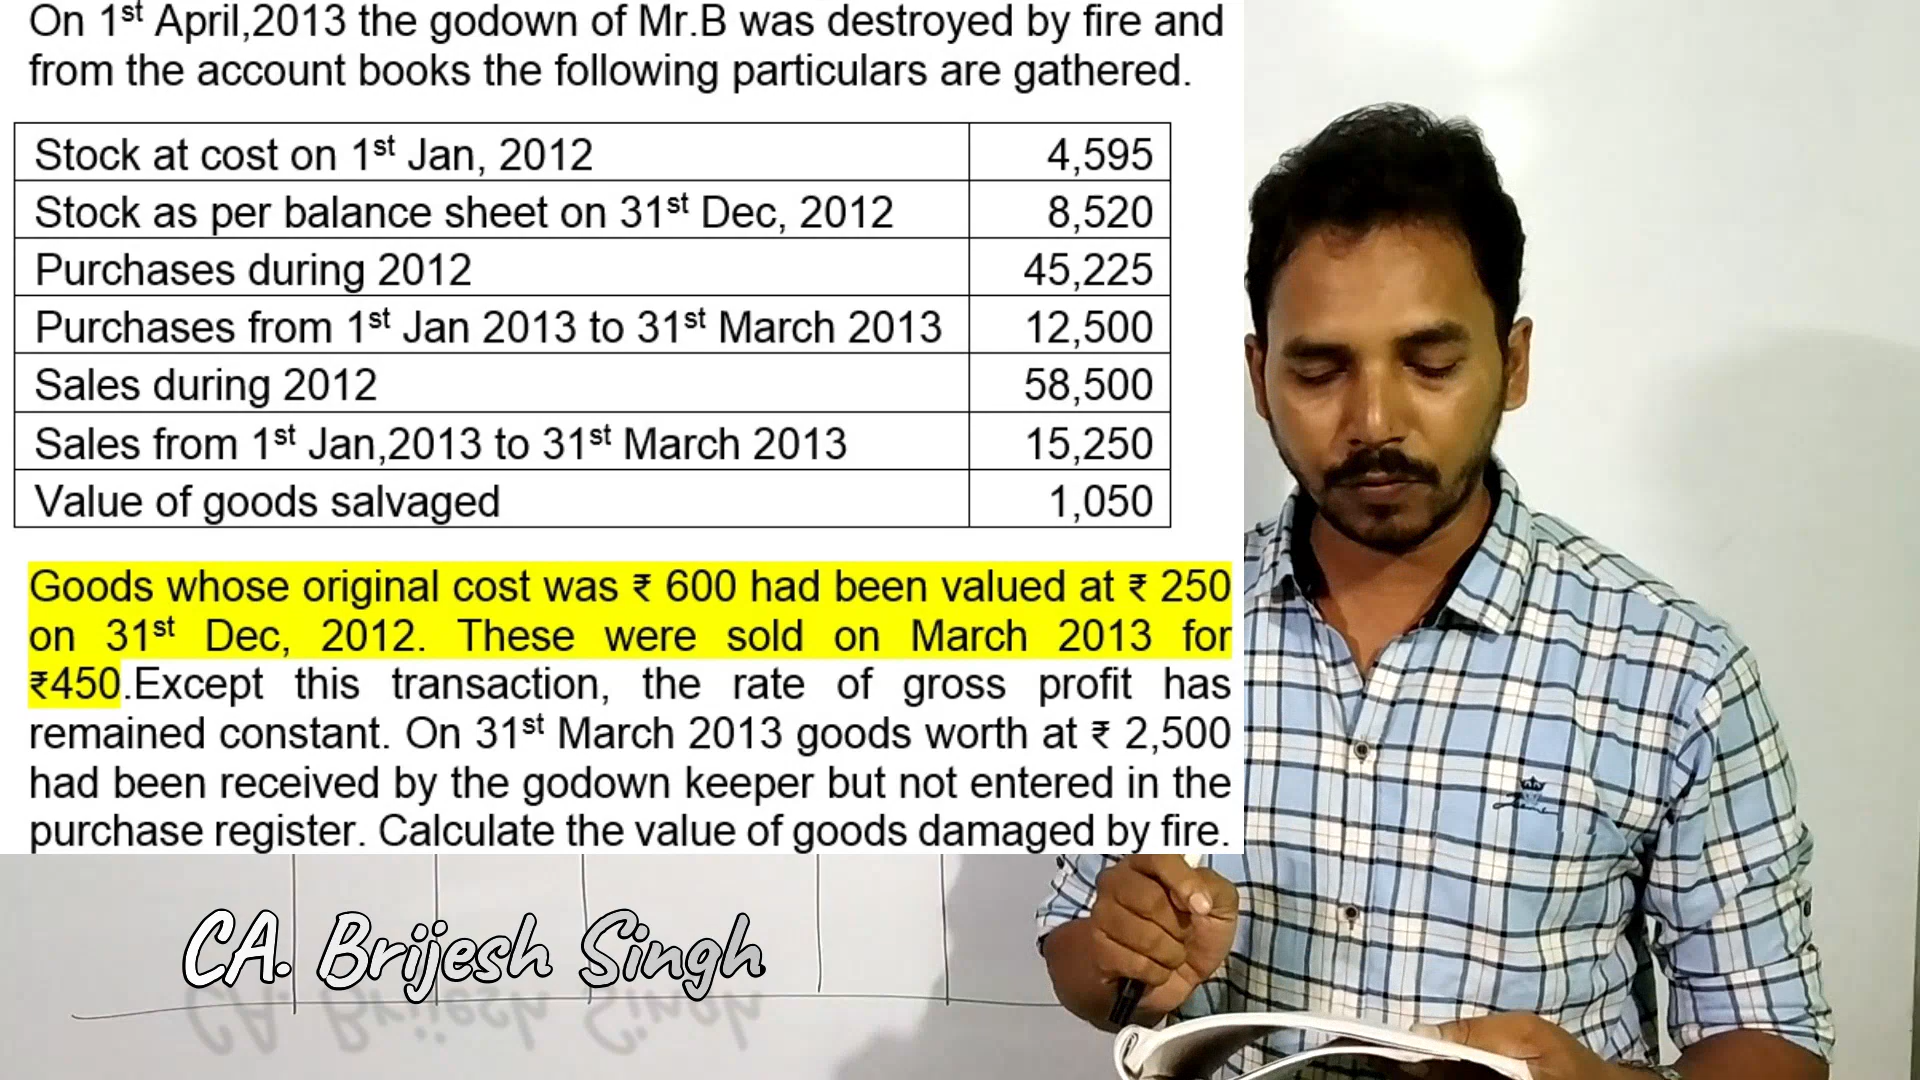 On 1st April,2013 the godown of Mr.B was destroyed by fire and
from the account books the following particulars are gathered.
Stock at cost on 1st Jan, 2012 4,595
Stock as per balance sheet on 31st Dec, 2012 8,520
Purchases during 2012 45,225
Purchases from 1st Jan 2013 to 31st March 2013 12,500
Sales during 2012 58,500
Sales from 1st Jan,2013 to 31st March 2013 15,250
Value of goods salvaged 1,050
Goods whose original cost was ₹ 600 had been valued at ₹ 250
on 31st Dec, 2012. These were sold on March 2013 for
₹450.Except this transaction, the rate of gross profit has
remained constant. On 31st March 2013 goods worth at ₹ 2,500
had been received by the godown keeper but not entered in the
purchase register. Calculate the value of goods damaged by fire.
CA. Brijesh Singh